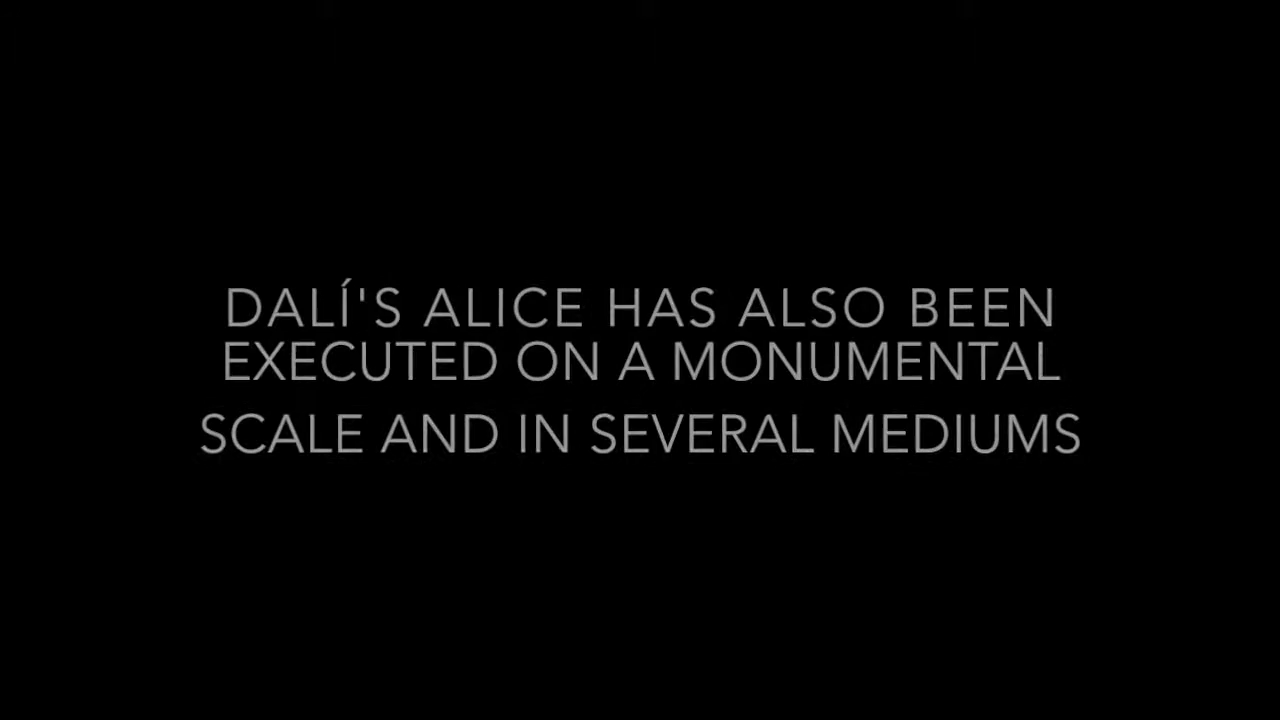 DALÍ'S ALICE HAS ALSO BEEN
EXECUTED ON A MONUMENTAL
SCALE AND IN SEVERAL MEDIUMS